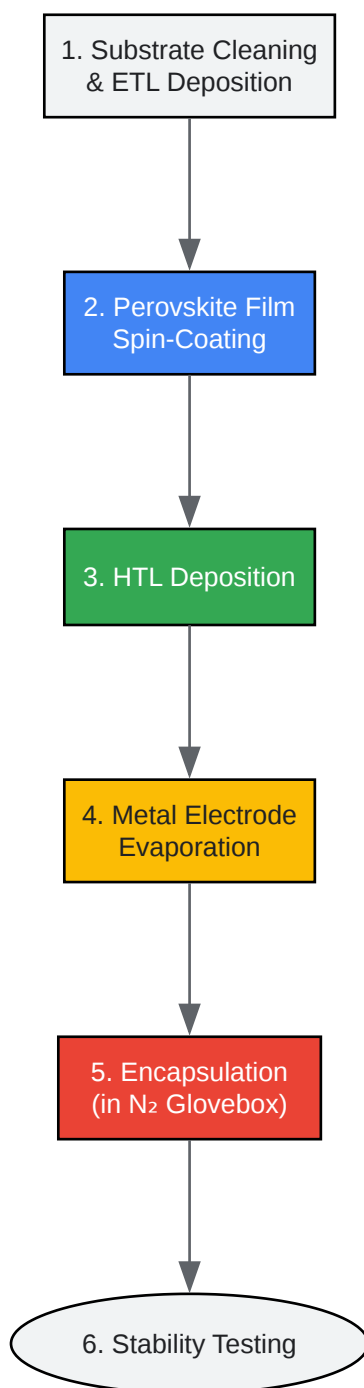 1. Substrate Cleaning
& ETL Deposition
2. Perovskite Film
Spin-Coating
3. HTL Deposition
4. Metal Electrode
Evaporation
5. Encapsulation
(in N₂ Glovebox)
6. Stability Testing